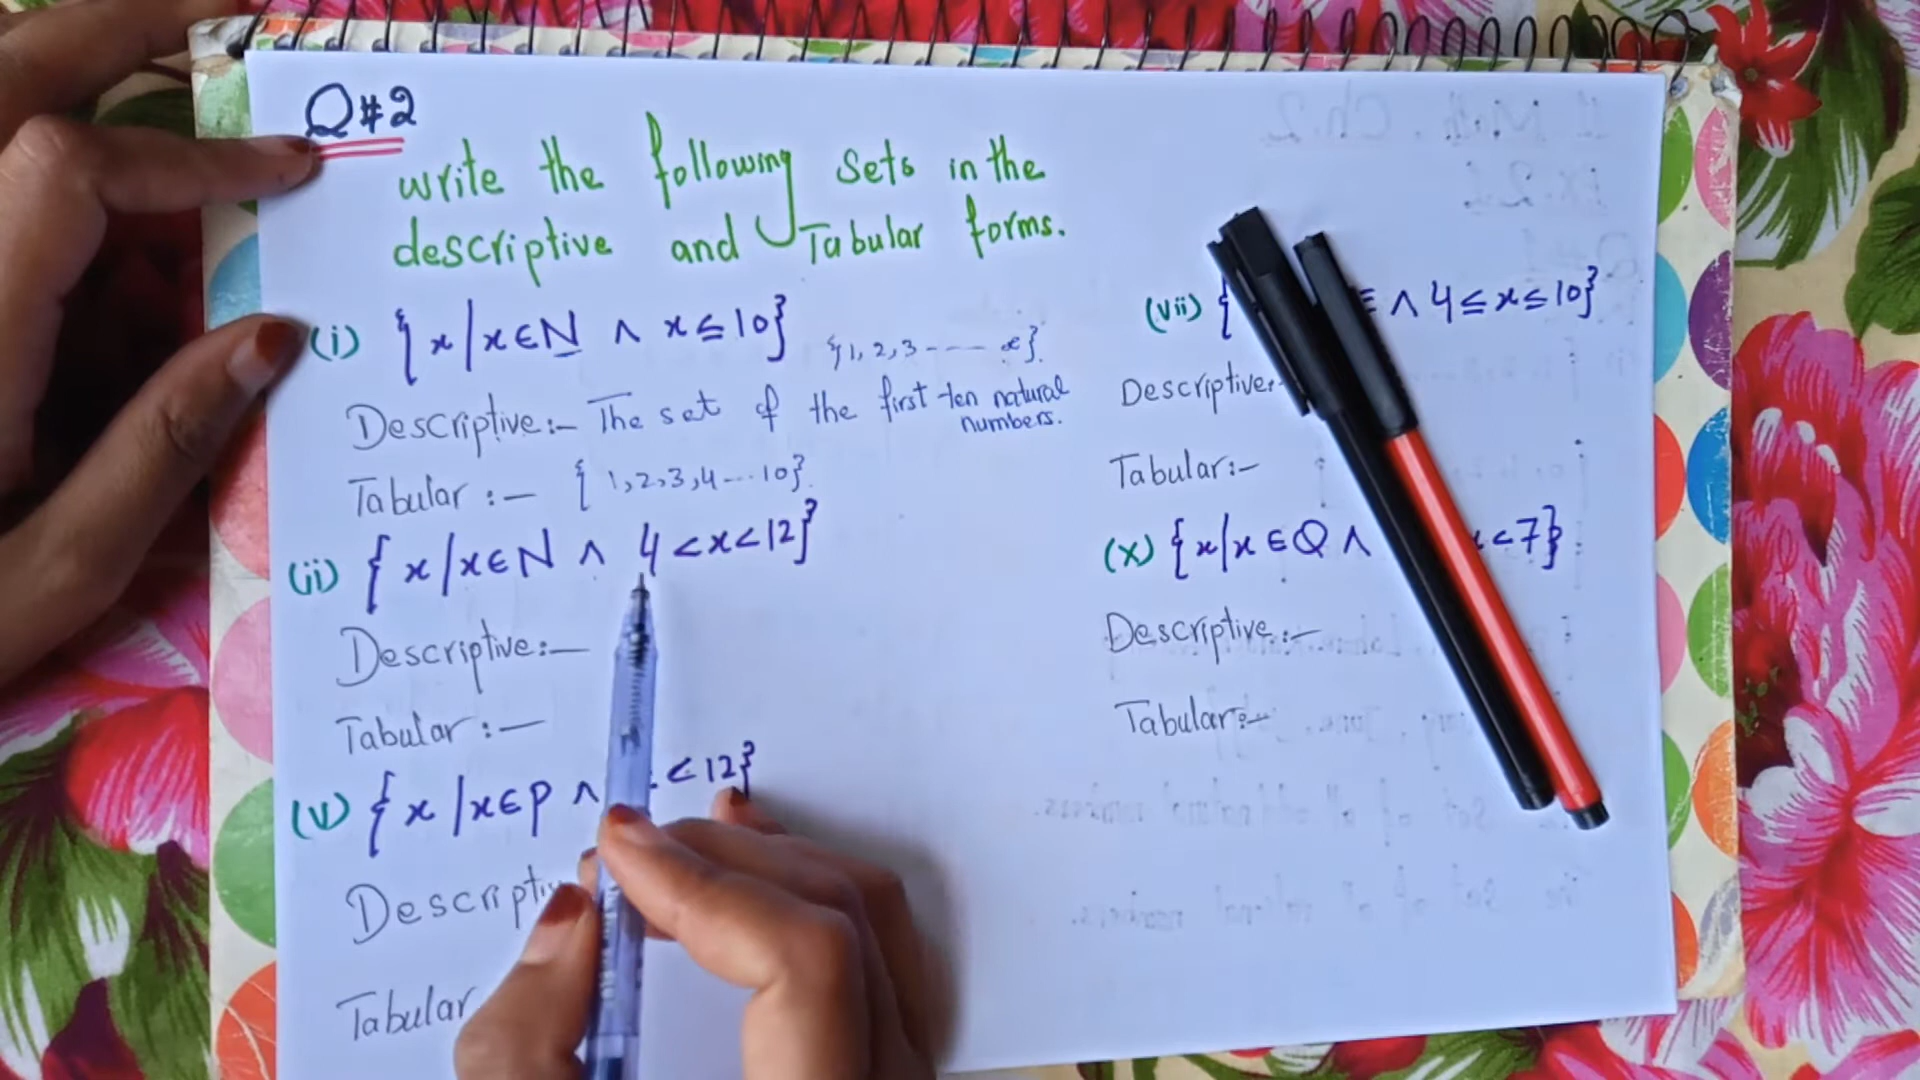 Q#2
write the following sets in the
descriptive and Tabular forms.
(i) {x/x∈N ∧ x≤10} {1,2,3----- }.
Descriptive:- The set of the first ten natural
numbers.
Tabular :- {1,2,3,4---10}.
(ii) {x/x∈N ∧ 4<x<12}
Descriptive:-
Tabular:-
(v) {x/x∈P ∧ <12}
Tabular
(vii) { ∧ 4≤x≤10}
Descriptive:-
Tabular:-
(x) {x/x∈Q ∧ x<7}
Descriptive:-
Tabular:-